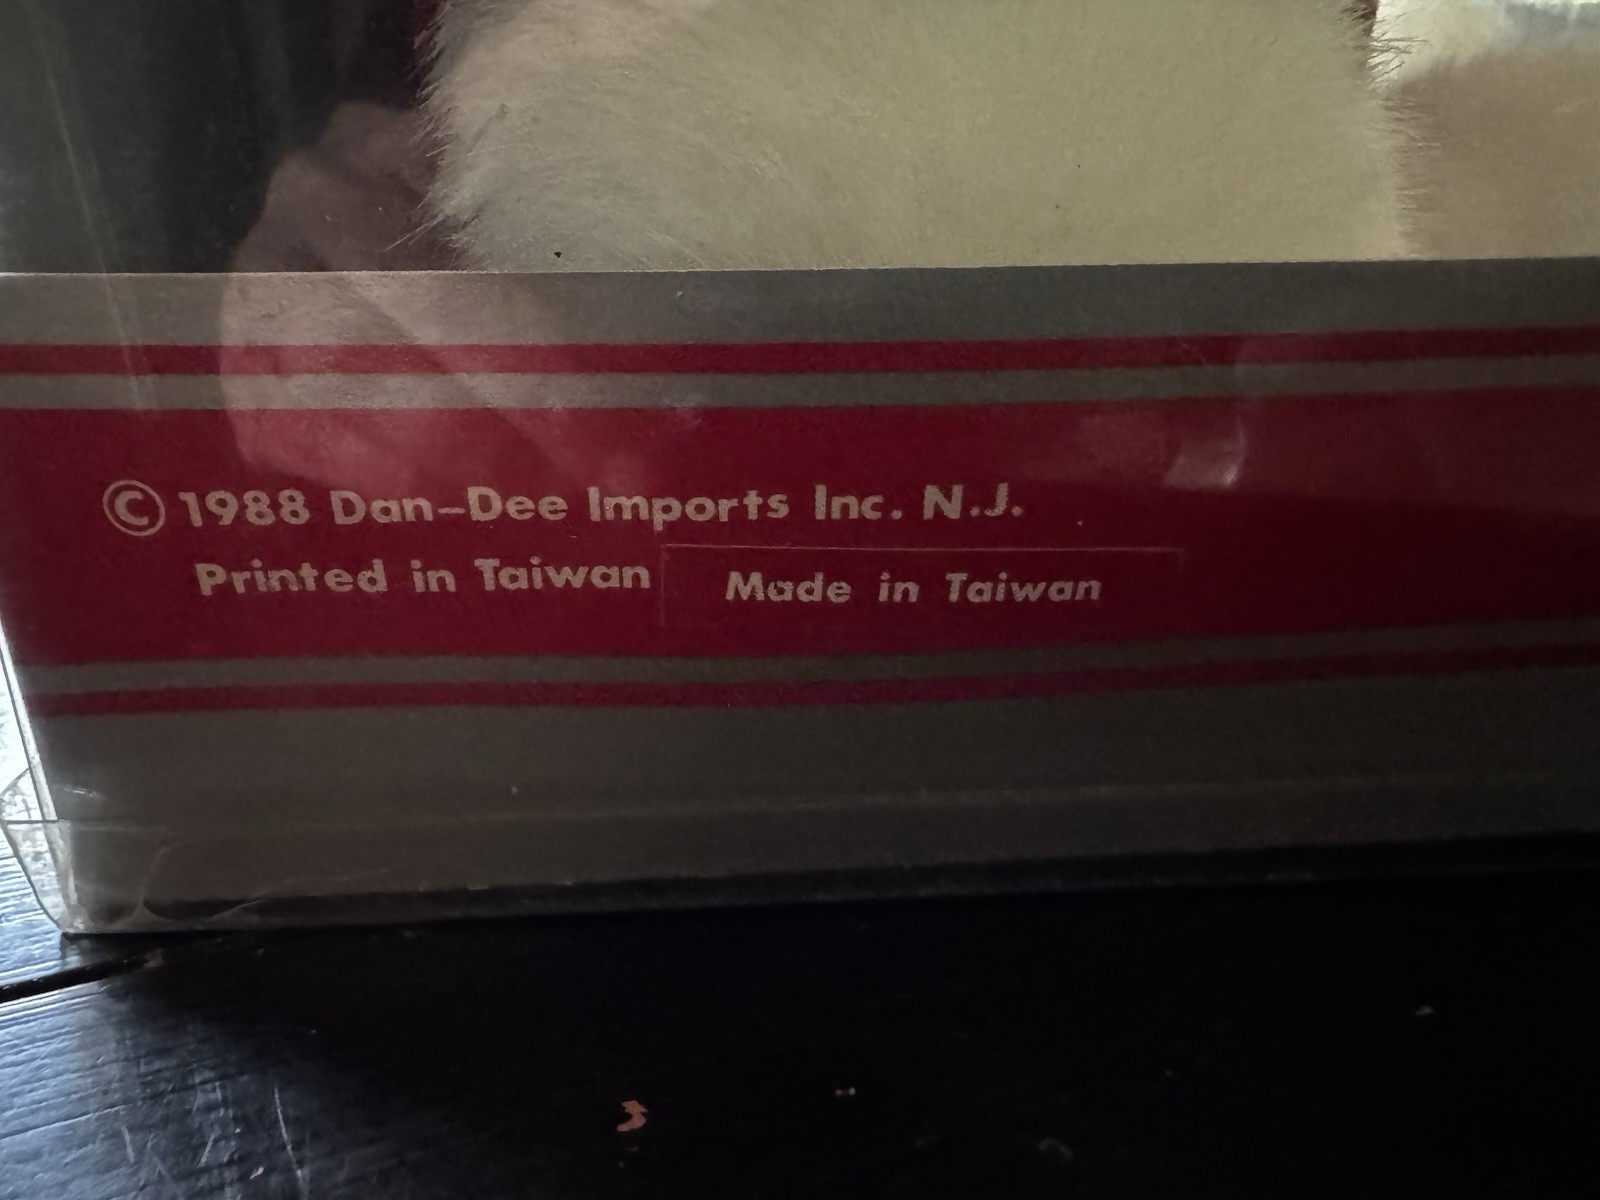 © 1988 Dan-Dee Imports Inc. N.J.
Printed in Taiwan Made in Taiwan